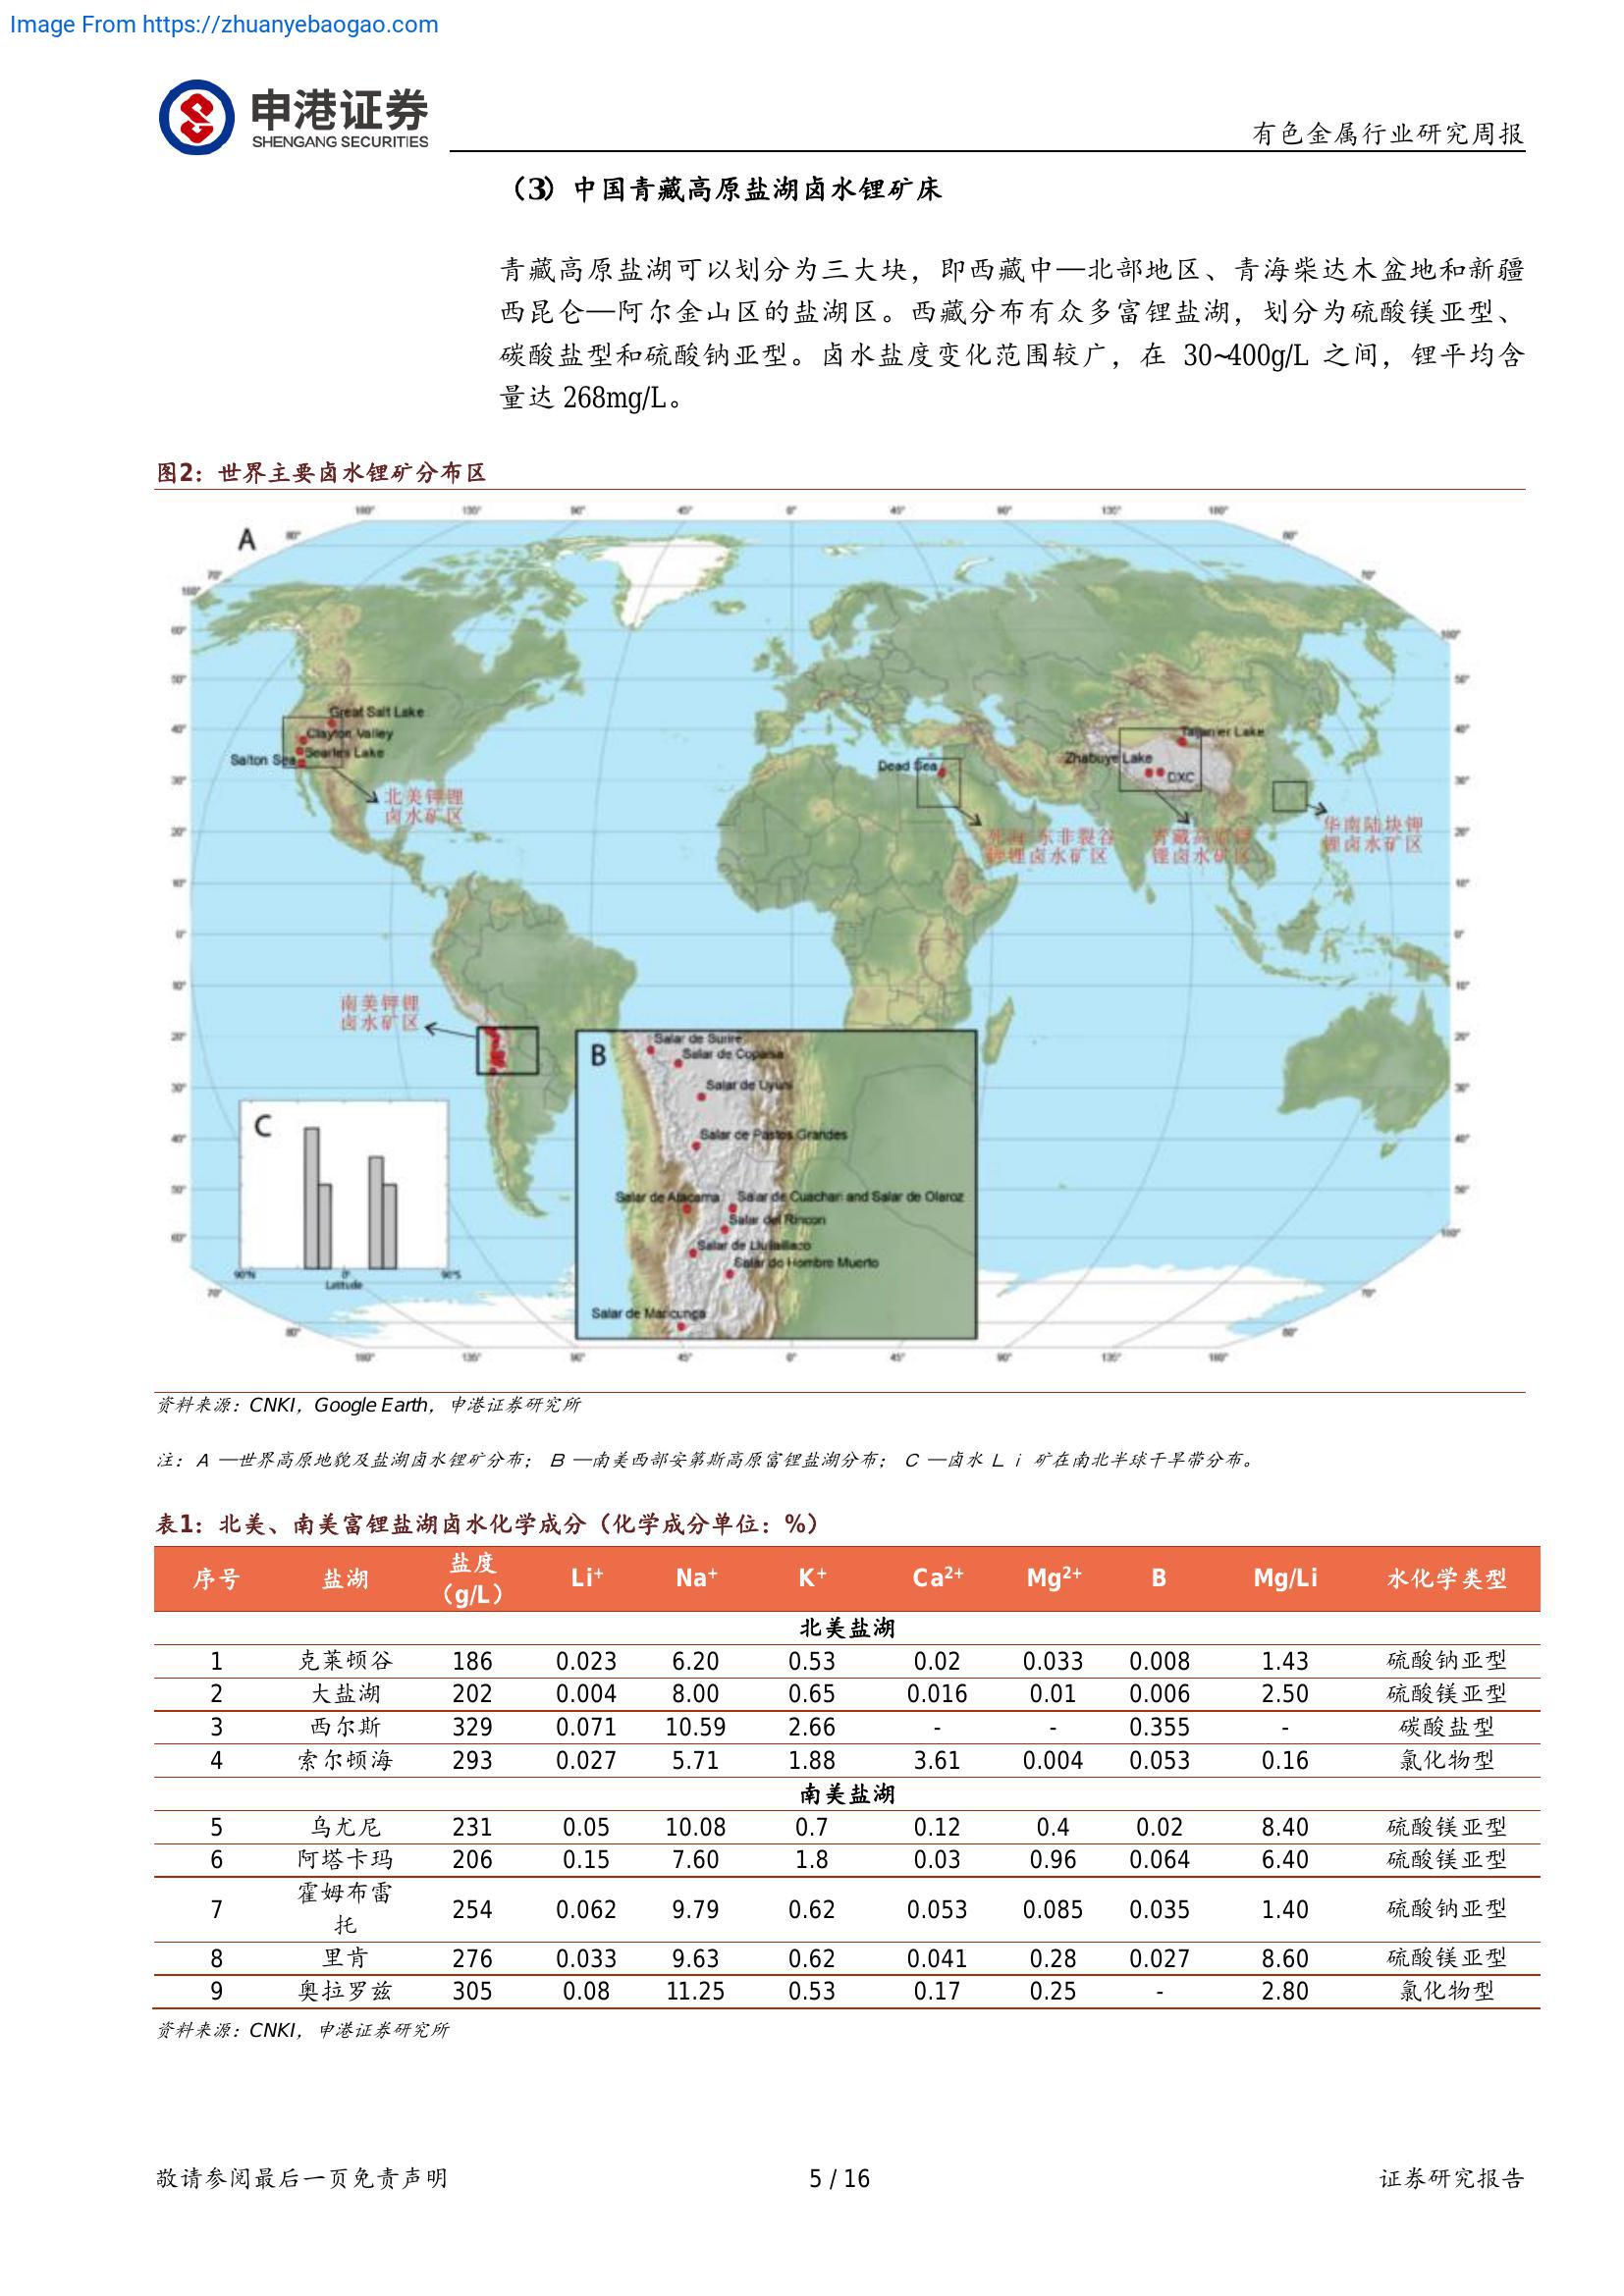 Image From https://zhuanyebaogao.com
申港证券
SHENGANG SECURITIES
有色金属行业研究周报
（3）中国青藏高原盐湖卤水锂矿床
青藏高原盐湖可以划分为三大块，即西藏中—北部地区、青海柴达木盆地和新疆
西昆仑—阿尔金山区的盐湖区。西藏分布有众多富锂盐湖，划分为硫酸镁亚型、
碳酸盐型和硫酸钠亚型。卤水盐度变化范围较广，在 30~400g/L 之间，锂平均含
量达 268mg/L。
图2：世界主要卤水锂矿分布区
180° 135° 90° 45° 0° 45° 90° 135° 180°
A
Great Salt Lake
Clayton Valley
Searles Lake
Salton Sea
北美钾锂
卤水矿区
Dead Sea
死海-东非裂谷
钾锂卤水矿区
Zhabuye Lake
DXC
青藏高原钾
锂卤水矿区
华南陆块钾
锂卤水矿区
南美钾锂
卤水矿区
B
Salar de Surire
Salar de Coipasa
Salar de Uyuni
Salar de Pastos Grandes
Salar de Atacama
Salar de Cuachari and Salar de Olaroz
Salar del Rincon
Salar de Llullaillaco
Salar do Hombre Muerto
Salar de Maricunga
C
90°N 0° 90°S
Latitude
180° 135° 90° 45° 0° 45° 90° 135° 180°
资料来源：CNKI，Google Earth，申港证券研究所
注：A —世界高原地貌及盐湖卤水锂矿分布； B —南美西部安第斯高原富锂盐湖分布； C —卤水 L i 矿在南北半球干旱带分布。
表1：北美、南美富锂盐湖卤水化学成分（化学成分单位：%）
序号 盐湖 盐度（g/L） Li+ Na+ K+ Ca2+ Mg2+ B Mg/Li 水化学类型
北美盐湖
1 克莱顿谷 186 0.023 6.20 0.53 0.02 0.033 0.008 1.43 硫酸钠亚型
2 大盐湖 202 0.004 8.00 0.65 0.016 0.01 0.006 2.50 硫酸镁亚型
3 西尔斯 329 0.071 10.59 2.66 - - 0.355 - 碳酸盐型
4 索尔顿海 293 0.027 5.71 1.88 3.61 0.004 0.053 0.16 氯化物型
南美盐湖
5 乌尤尼 231 0.05 10.08 0.7 0.12 0.4 0.02 8.40 硫酸镁亚型
6 阿塔卡玛 206 0.15 7.60 1.8 0.03 0.96 0.064 6.40 硫酸镁亚型
7 霍姆布雷托 254 0.062 9.79 0.62 0.053 0.085 0.035 1.40 硫酸钠亚型
8 里肯 276 0.033 9.63 0.62 0.041 0.28 0.027 8.60 硫酸镁亚型
9 奥拉罗兹 305 0.08 11.25 0.53 0.17 0.25 - 2.80 氯化物型
资料来源：CNKI，申港证券研究所
敬请参阅最后一页免责声明
5 / 16
证券研究报告